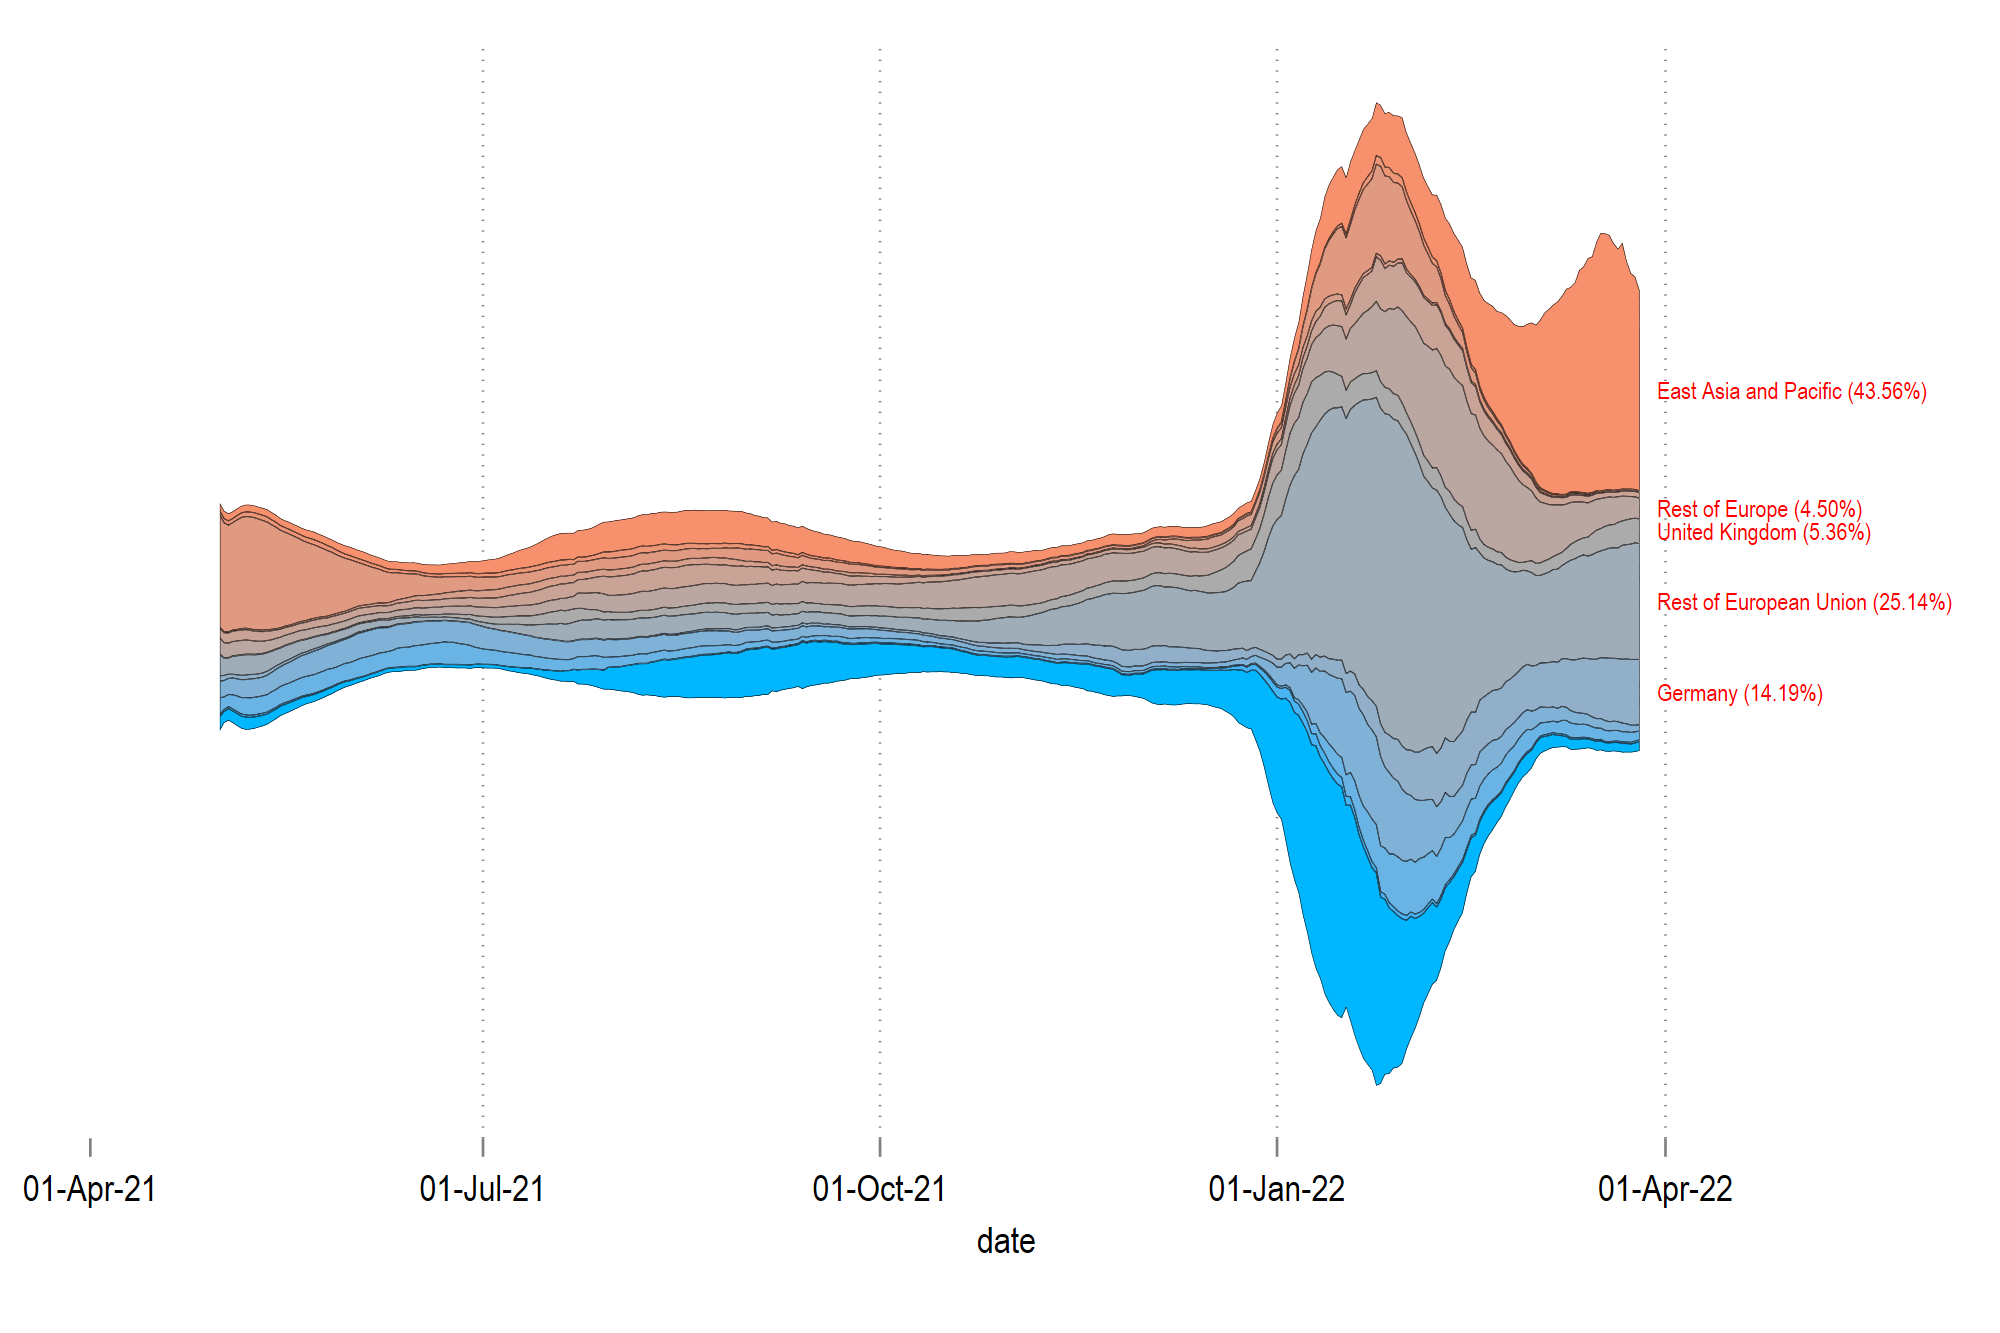 East Asia and Pacific (43.56%)
Rest of Europe (4.50%)
United Kingdom (5.36%)
Rest of European Union (25.14%)
Germany (14.19%)
01-Apr-21
01-Jul-21
01-Oct-21
01-Jan-22
01-Apr-22
date